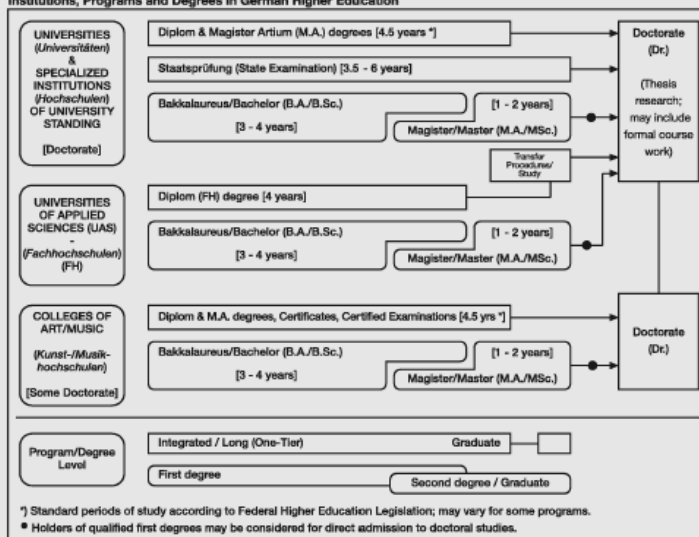 Institutions, Programs and Degrees in German Higher Education
UNIVERSITIES
(Universitäten)
&
SPECIALIZED
INSTITUTIONS
(Hochschulen)
OF UNIVERSITY
STANDING
[Doctorate]
Diplom & Magister Artium (M.A.) degrees [4.5 years *]
Staatsprüfung (State Examination) [3.5 - 6 years]
Bakkalaureus/Bachelor (B.A./B.Sc.)
[3 - 4 years]
[1 - 2 years]
Magister/Master (M.A./MSc.)
Transfer
Procedures/
Study
Doctorate
(Dr.)
(Thesis
research;
may include
formal course
work)
UNIVERSITIES
OF APPLIED
SCIENCES (UAS)
-
(Fachhochschulen)
(FH)
Diplom (FH) degree [4 years]
Bakkalaureus/Bachelor (B.A./B.Sc.)
[3 - 4 years]
[1 - 2 years]
Magister/Master (M.A./MSc.)
COLLEGES OF
ART/MUSIC
(Kunst-/Musik-
hochschulen)
[Some Doctorate]
Diplom & M.A. degrees, Certificates, Certified Examinations [4.5 yrs *]
Bakkalaureus/Bachelor (B.A./B.Sc.)
[3 - 4 years]
[1 - 2 years]
Magister/Master (M.A./MSc.)
Doctorate
(Dr.)
Program/Degree
Level
Integrated / Long (One-Tier)
Graduate
First degree
Second degree / Graduate
*) Standard periods of study according to Federal Higher Education Legislation; may vary for some programs.
● Holders of qualified first degrees may be considered for direct admission to doctoral studies.